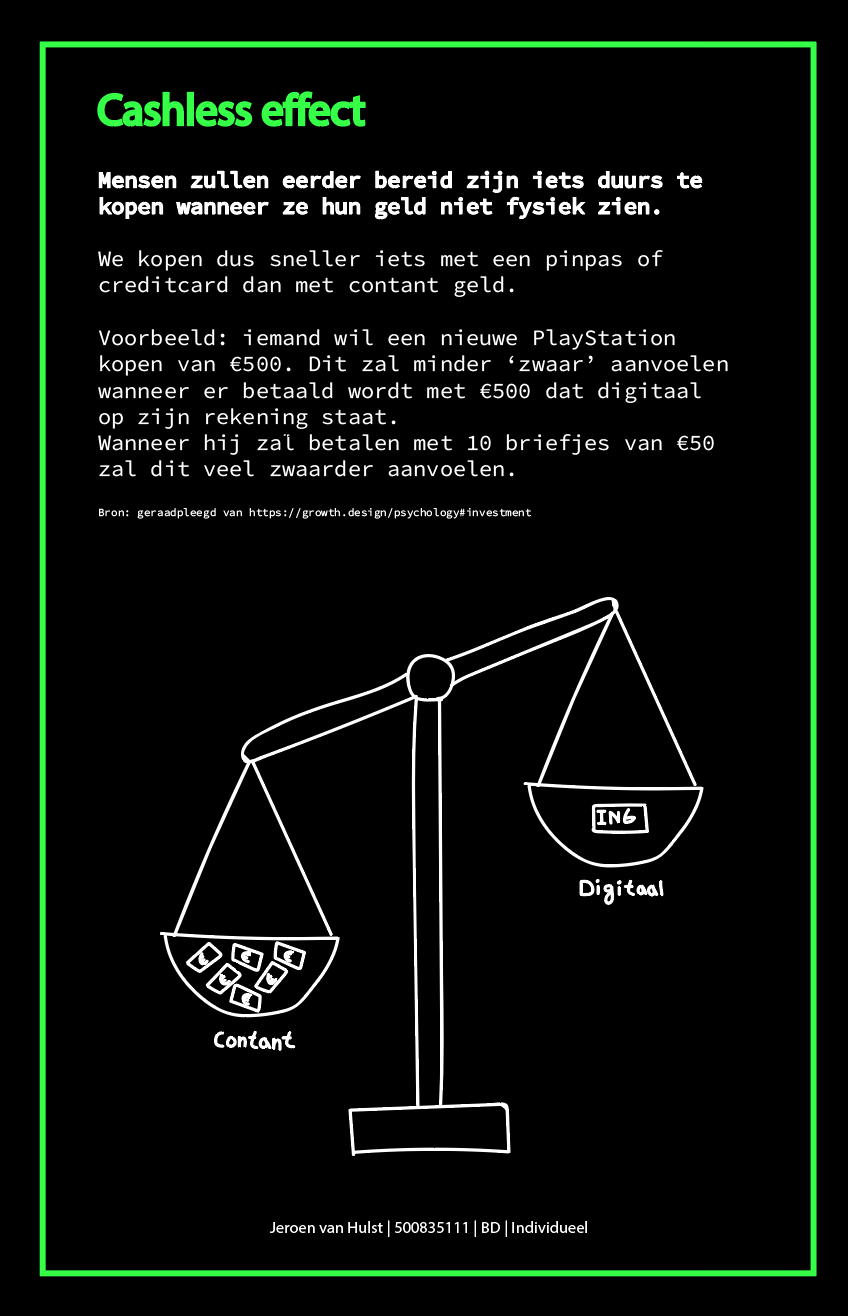 Cashless effect
Mensen zullen eerder bereid zijn iets duurs te
kopen wanneer ze hun geld niet fysiek zien.
We kopen dus sneller iets met een pinpas of
creditcard dan met contant geld.
Voorbeeld: iemand wil een nieuwe PlayStation
kopen van €500. Dit zal minder ‘zwaar’ aanvoelen
wanneer er betaald wordt met €500 dat digitaal
op zijn rekening staat.
Wanneer hij zal betalen met 10 briefjes van €50
zal dit veel zwaarder aanvoelen.
Bron: geraadpleegd van https://growth.design/psychology#investment
ING
Digitaal
€ € €
€ €
€
Contant
Jeroen van Hulst | 500835111 | BD | Individueel